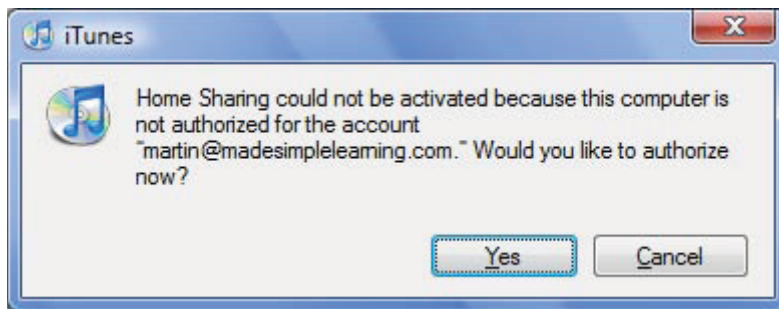 iTunes
Home Sharing could not be activated because this computer is
not authorized for the account
"martin@madesimplelearning.com." Would you like to authorize
now?
Yes
Cancel